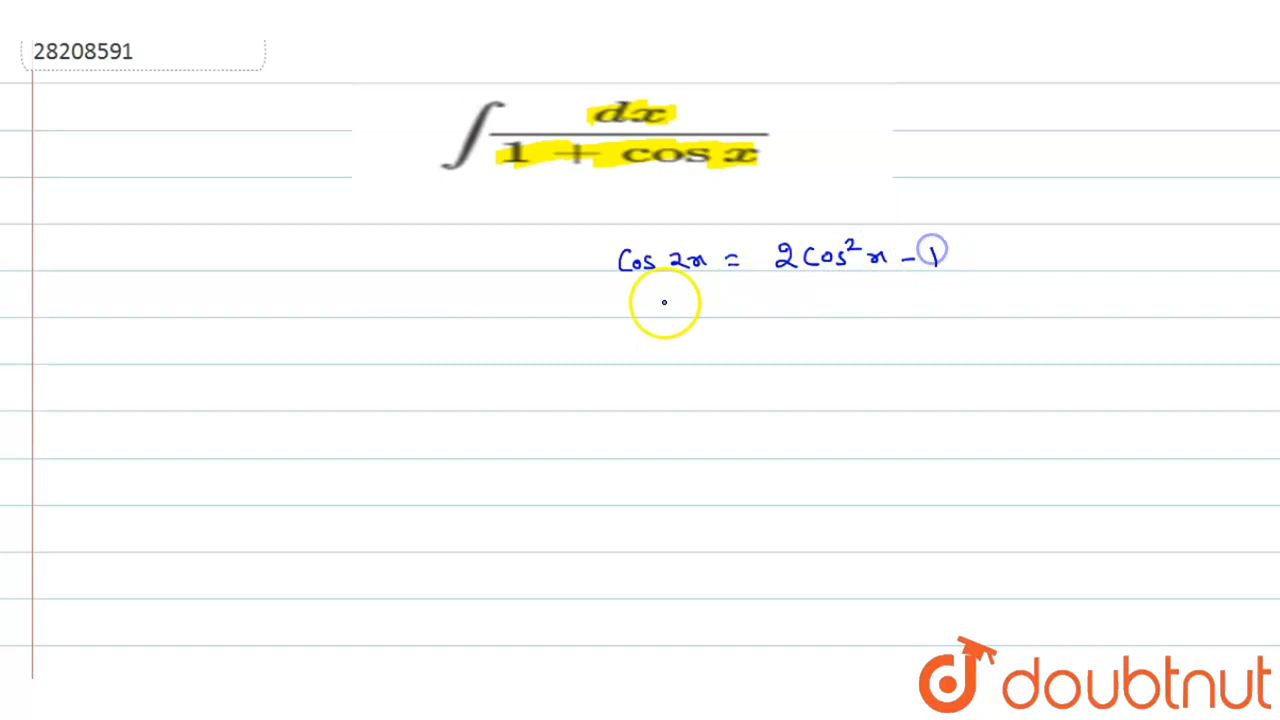 28208591
∫ dx / (1 + cos x)
Cos 2x = 2 Cos² x - 1
doubtnut